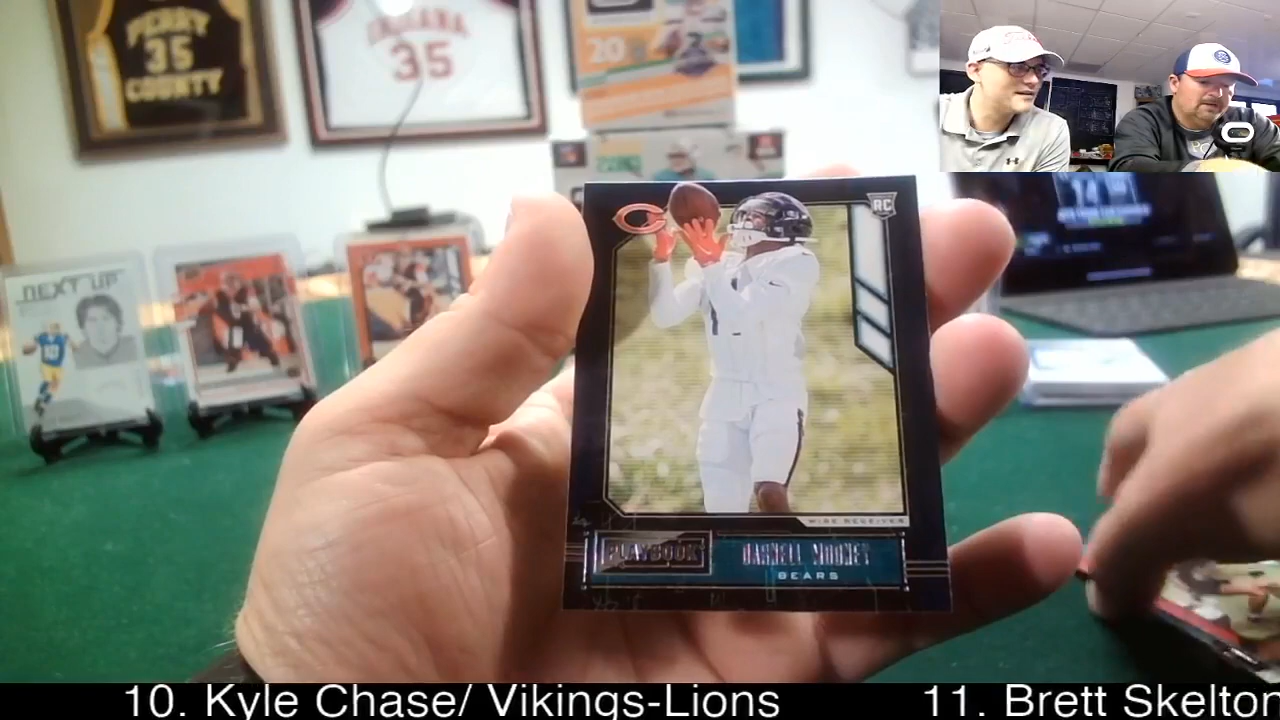 PERRY
35
COUNTY
INDIANA
35
20
NEXT UP
RC
WIDE RECEIVER
PLAYBOOK
DARNELL MOONEY
BEARS
10. Kyle Chase/ Vikings-Lions
11. Brett Skelton